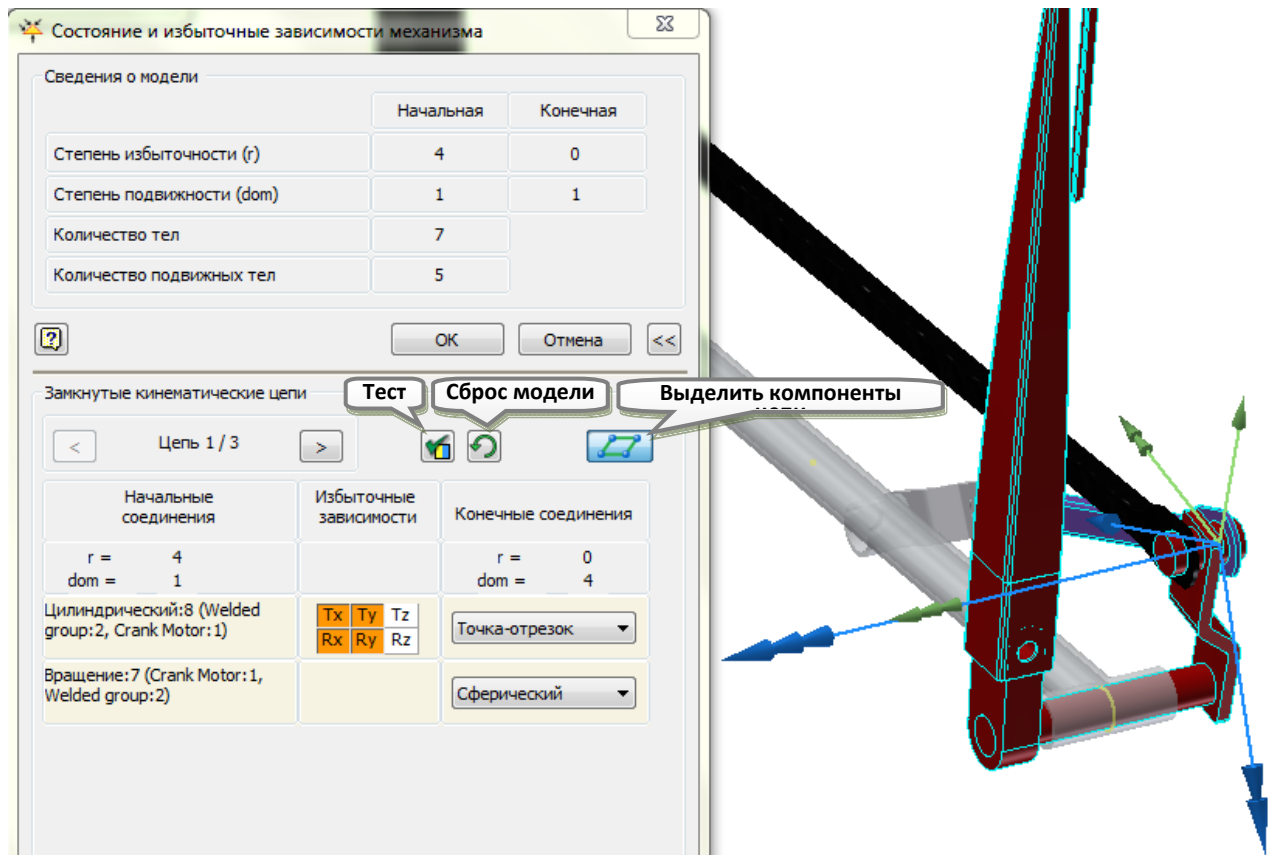 Состояние и избыточные зависимости механизма
Сведения о модели
Начальная Конечная
Степень избыточности (r) 4 0
Степень подвижности (dom) 1 1
Количество тел 7
Количество подвижных тел 5
ОК Отмена <<
Замкнутые кинематические цепи
Тест Сброс модели Выделить компоненты
< Цепь 1 / 3 >
Начальные
соединения
Избыточные
зависимости
Конечные соединения
r = 4 r = 0
dom = 1 dom = 4
Цилиндрический:8 (Welded
group:2, Crank Motor:1)
Tx Ty Tz
Rx Ry Rz
Точка-отрезок
Вращение:7 (Crank Motor:1,
Welded group:2)
Сферический